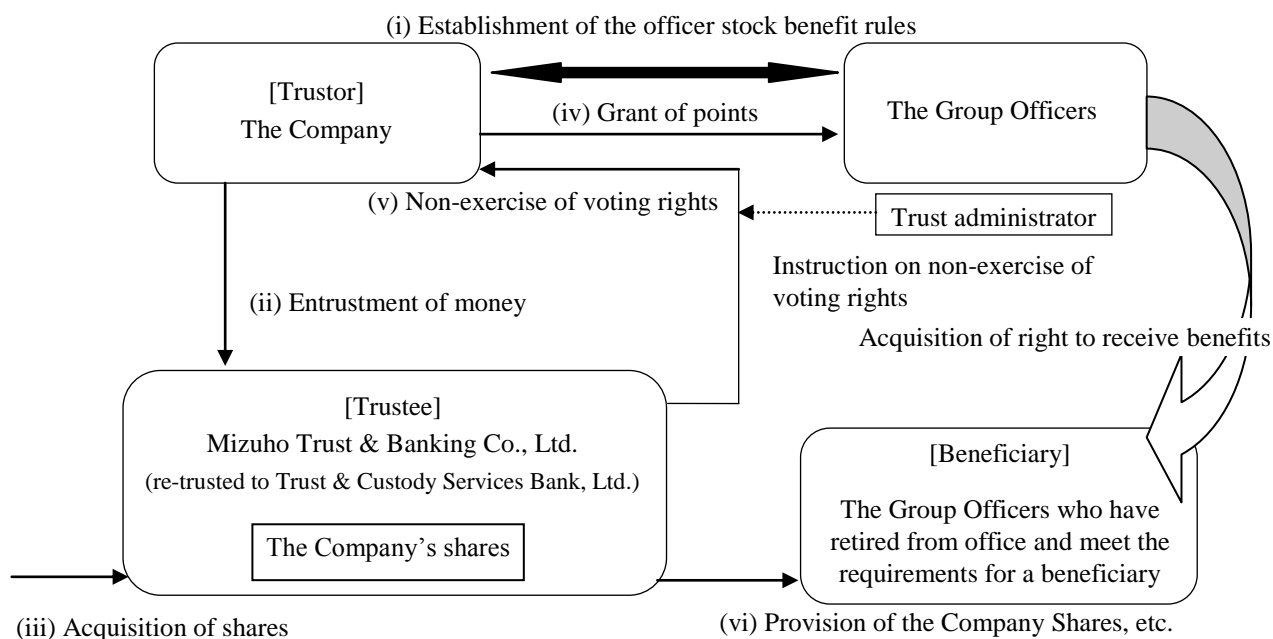 (i) Establishment of the officer stock benefit rules
[Trustor]
The Company
(iv) Grant of points
The Group Officers
(v) Non-exercise of voting rights
Trust administrator
Instruction on non-exercise of
voting rights
(ii) Entrustment of money
Acquisition of right to receive benefits
[Trustee]
Mizuho Trust & Banking Co., Ltd.
(re-trusted to Trust & Custody Services Bank, Ltd.)
The Company’s shares
[Beneficiary]
The Group Officers who have
retired from office and meet the
requirements for a beneficiary
(iii) Acquisition of shares
(vi) Provision of the Company Shares, etc.